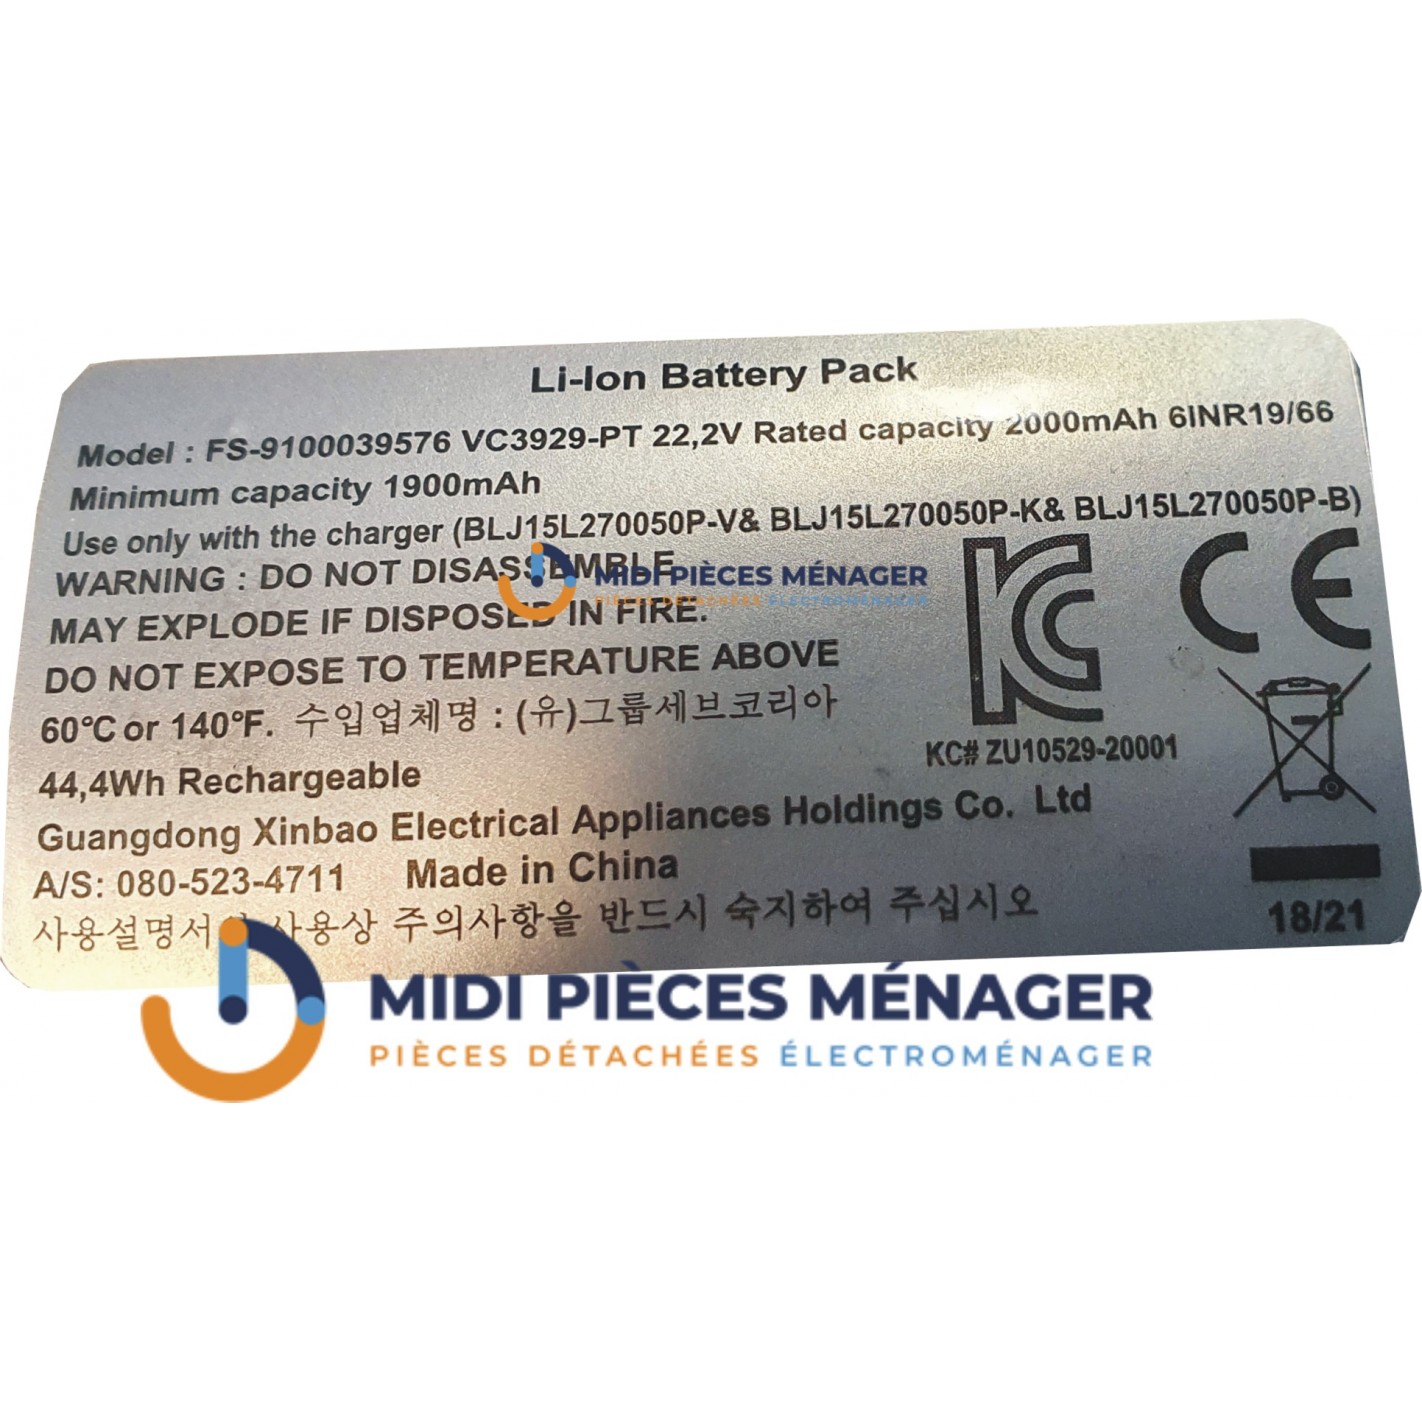 Li-Ion Battery Pack
Model : FS-9100039576 VC3929-PT 22,2V Rated capacity 2000mAh 6INR19/66
Minimum capacity 1900mAh
Use only with the charger (BLJ15L270050P-V& BLJ15L270050P-K& BLJ15L270050P-B)
WARNING : DO NOT DISASSEMBLE
MIDI PIÈCES MÉNAGER
PIÈCES DÉTACHÉES ÉLECTROMÉNAGER
MAY EXPLODE IF DISPOSED IN FIRE.
DO NOT EXPOSE TO TEMPERATURE ABOVE
60°C or 140°F. 수입업체명 : (유)그룹세브코리아
KC
CE
KC# ZU10529-20001
44,4Wh Rechargeable
Guangdong Xinbao Electrical Appliances Holdings Co. Ltd
A/S: 080-523-4711 Made in China
사용설명서의 사용상 주의사항을 반드시 숙지하여 주십시오
18/21
MIDI PIÈCES MÉNAGER
PIÈCES DÉTACHÉES ÉLECTROMÉNAGER